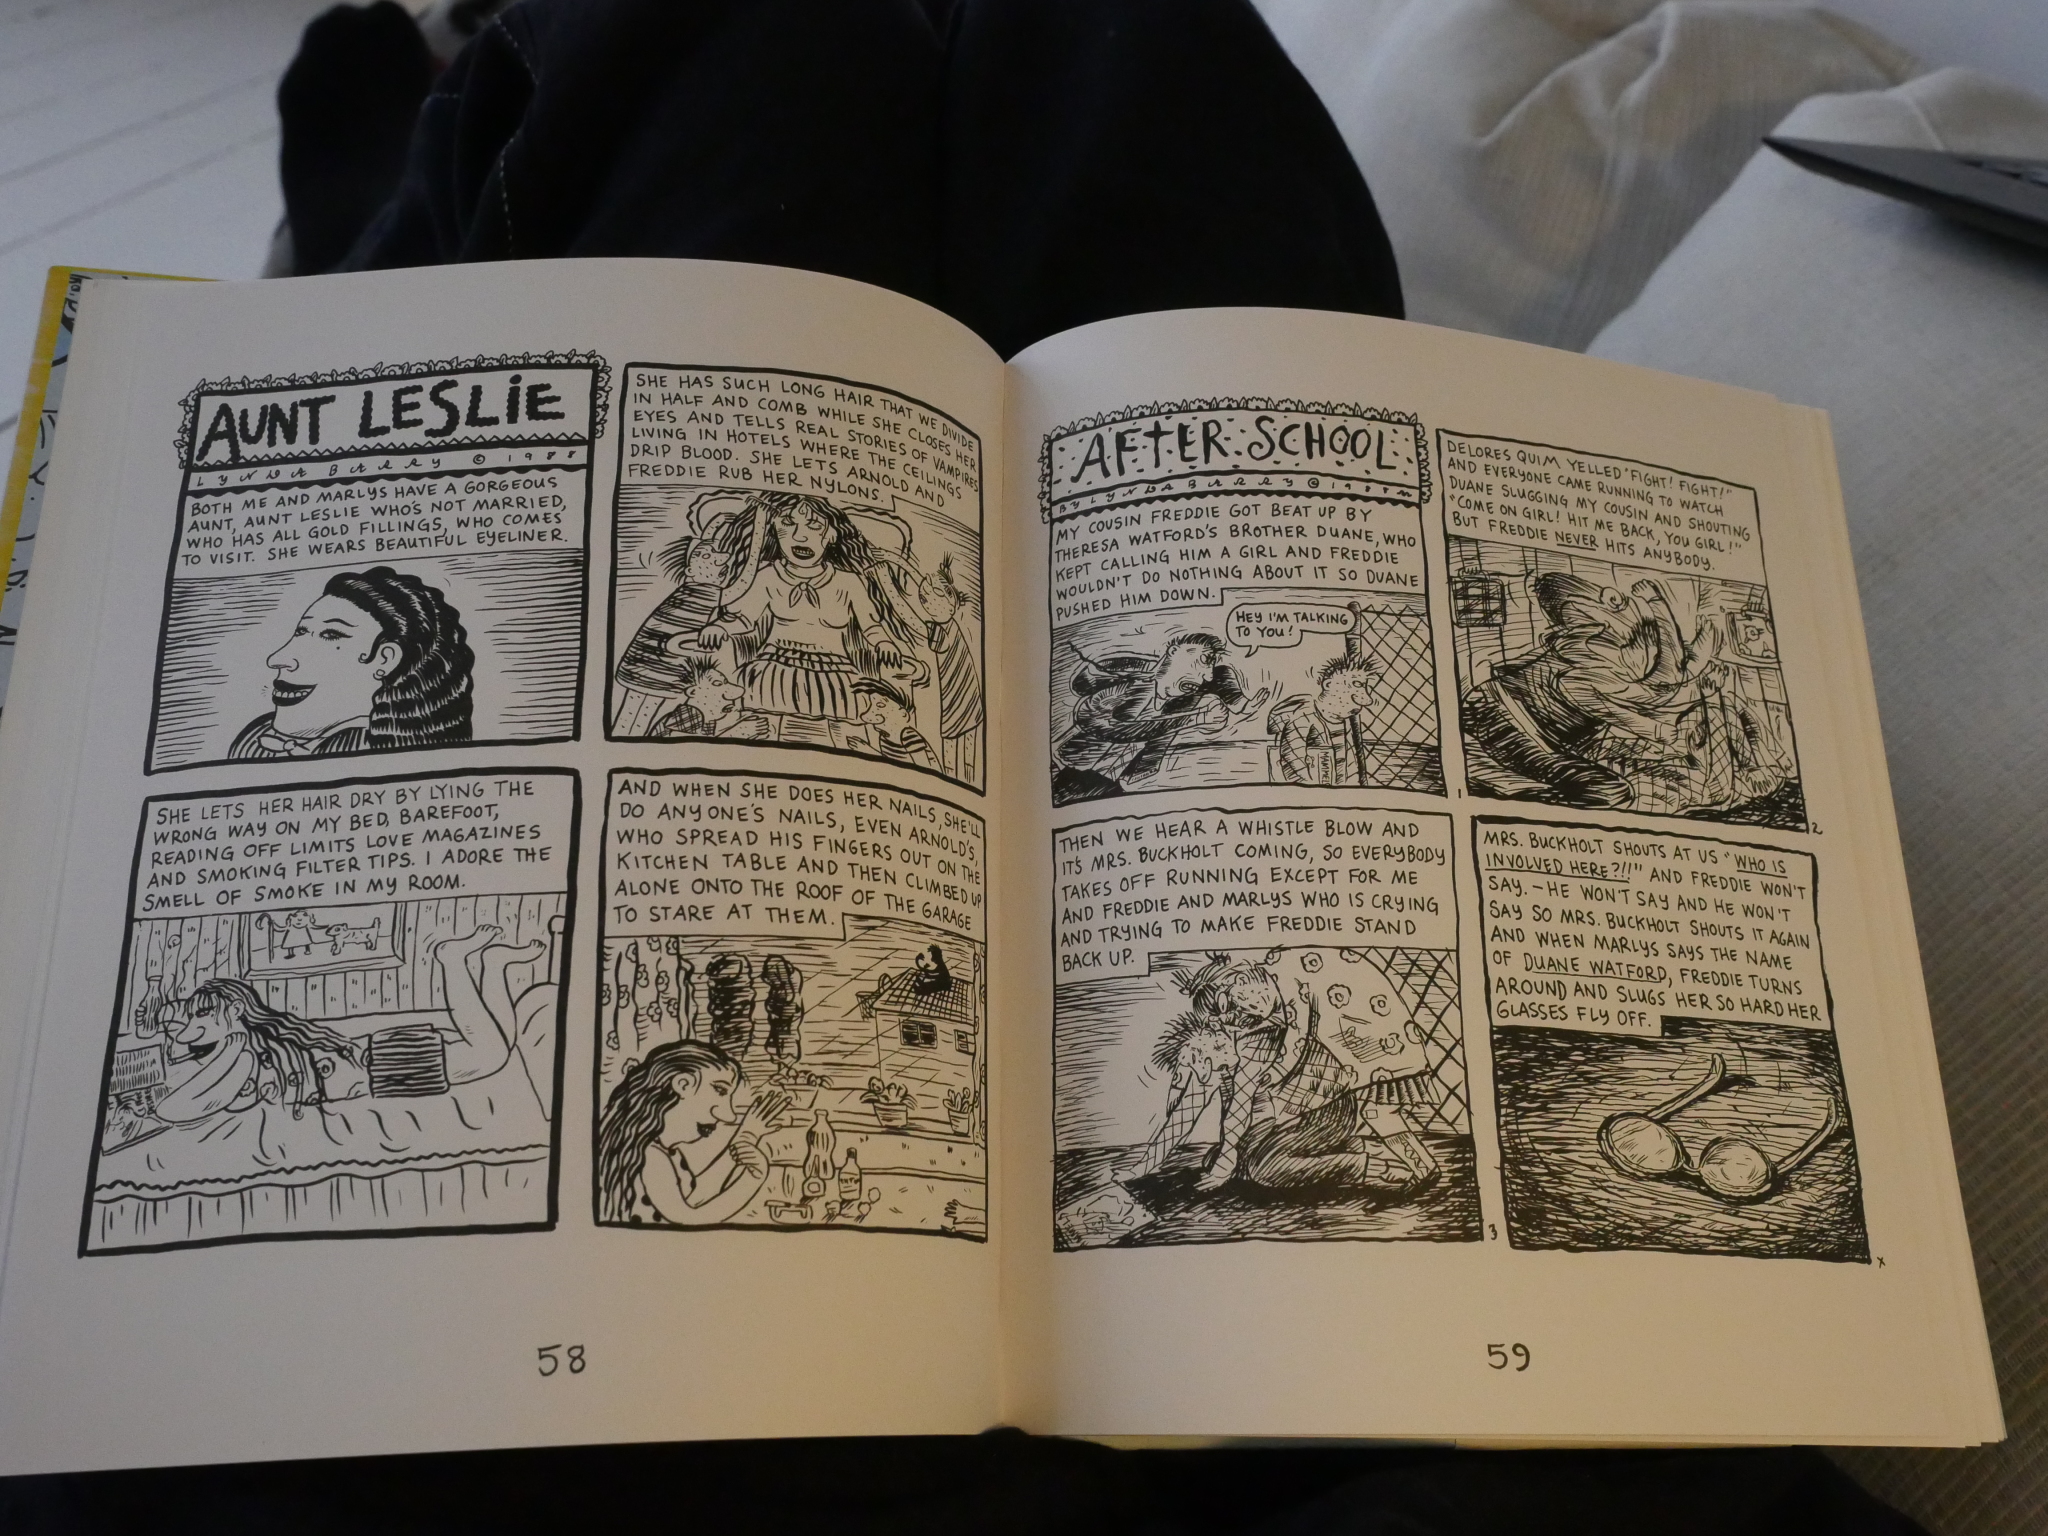 AUNT LESLIE
LYNDA BARRY © 1988
BOTH ME AND MARLYS HAVE A GORGEOUS
AUNT, AUNT LESLIE WHO'S NOT MARRIED,
WHO HAS ALL GOLD FILLINGS, WHO COMES
TO VISIT. SHE WEARS BEAUTIFUL EYELINER.
SHE HAS SUCH LONG HAIR THAT WE DIVIDE
IN HALF AND COMB WHILE SHE CLOSES HER
EYES AND TELLS REAL STORIES OF VAMPIRES
LIVING IN HOTELS WHERE THE CEILINGS
DRIP BLOOD. SHE LETS ARNOLD AND
FREDDIE RUB HER NYLONS.
SHE LETS HER HAIR DRY BY LYING THE
WRONG WAY ON MY BED, BAREFOOT,
READING OFF LIMITS LOVE MAGAZINES
AND SMOKING FILTER TIPS. I ADORE THE
SMELL OF SMOKE IN MY ROOM.
AND WHEN SHE DOES HER NAILS, SHE'LL
DO ANYONE'S NAILS, EVEN ARNOLD'S,
WHO SPREAD HIS FINGERS OUT ON THE
KITCHEN TABLE AND THEN CLIMBED UP
ALONE ONTO THE ROOF OF THE GARAGE
TO STARE AT THEM.
58
AFTER SCHOOL
BY LYNDA BARRY © 1988
MY COUSIN FREDDIE GOT BEAT UP BY
THERESA WATFORD'S BROTHER DUANE, WHO
KEPT CALLING HIM A GIRL AND FREDDIE
WOULDN'T DO NOTHING ABOUT IT SO DUANE
PUSHED HIM DOWN.
HEY I'M TALKING
TO YOU!
1
DELORES QUIM YELLED "FIGHT! FIGHT!"
AND EVERYONE CAME RUNNING TO WATCH
DUANE SLUGGING MY COUSIN AND SHOUTING
"COME ON GIRL! HIT ME BACK, YOU GIRL!"
BUT FREDDIE NEVER HITS ANYBODY.
2
THEN WE HEAR A WHISTLE BLOW AND
IT'S MRS. BUCKHOLT COMING, SO EVERYBODY
TAKES OFF RUNNING EXCEPT FOR ME
AND FREDDIE AND MARLYS WHO IS CRYING
AND TRYING TO MAKE FREDDIE STAND
BACK UP.
3
MRS. BUCKHOLT SHOUTS AT US "WHO IS
INVOLVED HERE?!!" AND FREDDIE WON'T
SAY. - HE WON'T SAY AND HE WON'T
SAY SO MRS. BUCKHOLT SHOUTS IT AGAIN
AND WHEN MARLYS SAYS THE NAME
OF DUANE WATFORD, FREDDIE TURNS
AROUND AND SLUGS HER SO HARD HER
GLASSES FLY OFF.
59